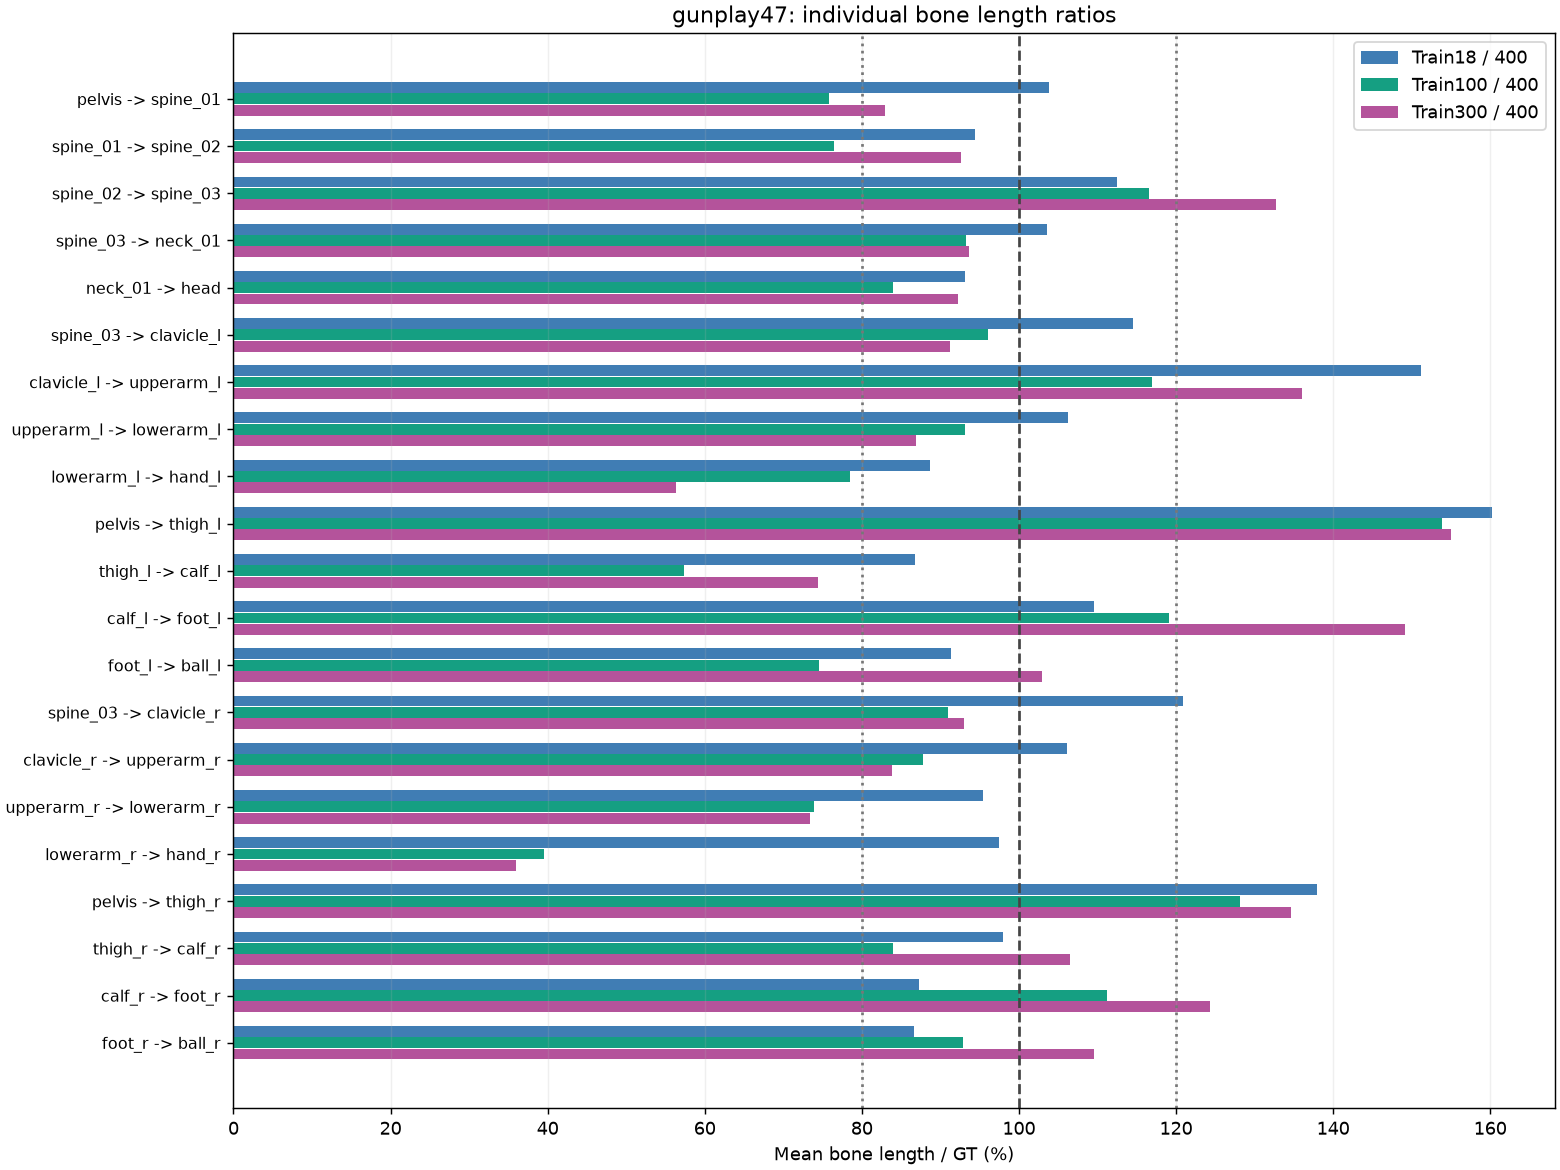 gunplay47: individual bone length ratios
Train18 / 400
Train100 / 400
Train300 / 400
pelvis -> spine_01
spine_01 -> spine_02
spine_02 -> spine_03
spine_03 -> neck_01
neck_01 -> head
spine_03 -> clavicle_l
clavicle_l -> upperarm_l
upperarm_l -> lowerarm_l
lowerarm_l -> hand_l
pelvis -> thigh_l
thigh_l -> calf_l
calf_l -> foot_l
foot_l -> ball_l
spine_03 -> clavicle_r
clavicle_r -> upperarm_r
upperarm_r -> lowerarm_r
lowerarm_r -> hand_r
pelvis -> thigh_r
thigh_r -> calf_r
calf_r -> foot_r
foot_r -> ball_r
0 20 40 60 80 100 120 140 160
Mean bone length / GT (%)